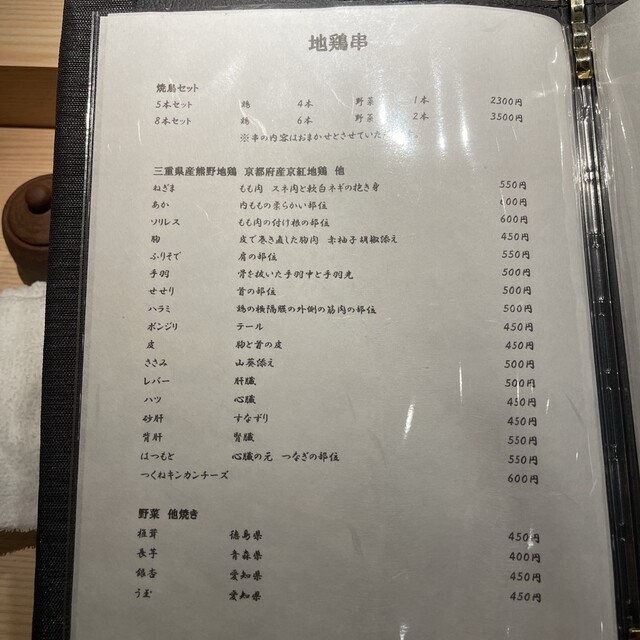 地鶏串
焼鳥セット
5本セット 鶏 4本 野菜 1本 2300円
8本セット 鶏 6本 野菜 2本 3500円
※串の内容はおまかせとさせていただ
三重県産熊野地鶏 京都府産京紅地鶏 他
ねぎま もも肉 スネ肉と秋白ネギの抱き身 550円
あか 内ももの柔らかい部位 600円
ソリレス もも肉の付け根の部位 600円
胸 皮で巻き直した胸肉 赤柚子胡椒添え 450円
ふりそで 肩の部位 550円
手羽 骨を抜いた手羽中と手羽先 500円
せせり 首の部位 500円
ハラミ 鶏の横隔膜の外側の筋肉の部位 500円
ボンジリ テール 450円
皮 胸と首の皮 450円
ささみ 山葵添え 500円
レバー 肝臓 500円
ハツ 心臓 450円
砂肝 すなずり 450円
背肝 腎臓 550円
はつもと 心臓の元 つなぎの部位 550円
つくねキンカンチーズ 600円
野菜 他焼き
椎茸 徳島県 450円
長芋 青森県 400円
銀杏 愛知県 450円
う玉 愛知県 450円